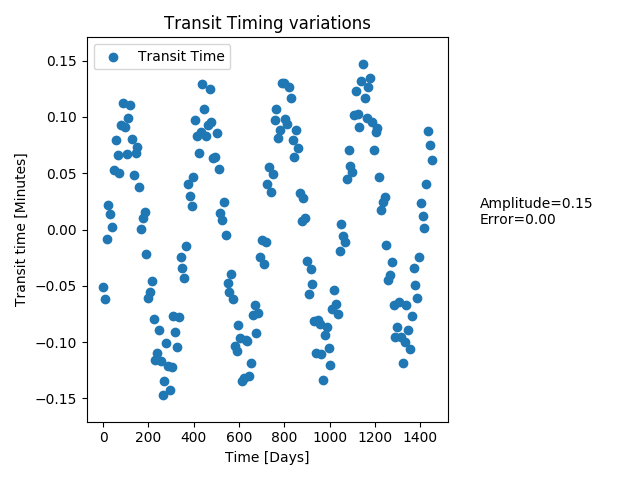 Transit Timing variations
Transit Time
0.15
0.10
0.05
0.00
−0.05
−0.10
−0.15
Transit time [Minutes]
0
200
400
600
800
1000
1200
1400
Time [Days]
Amplitude=0.15
Error=0.00